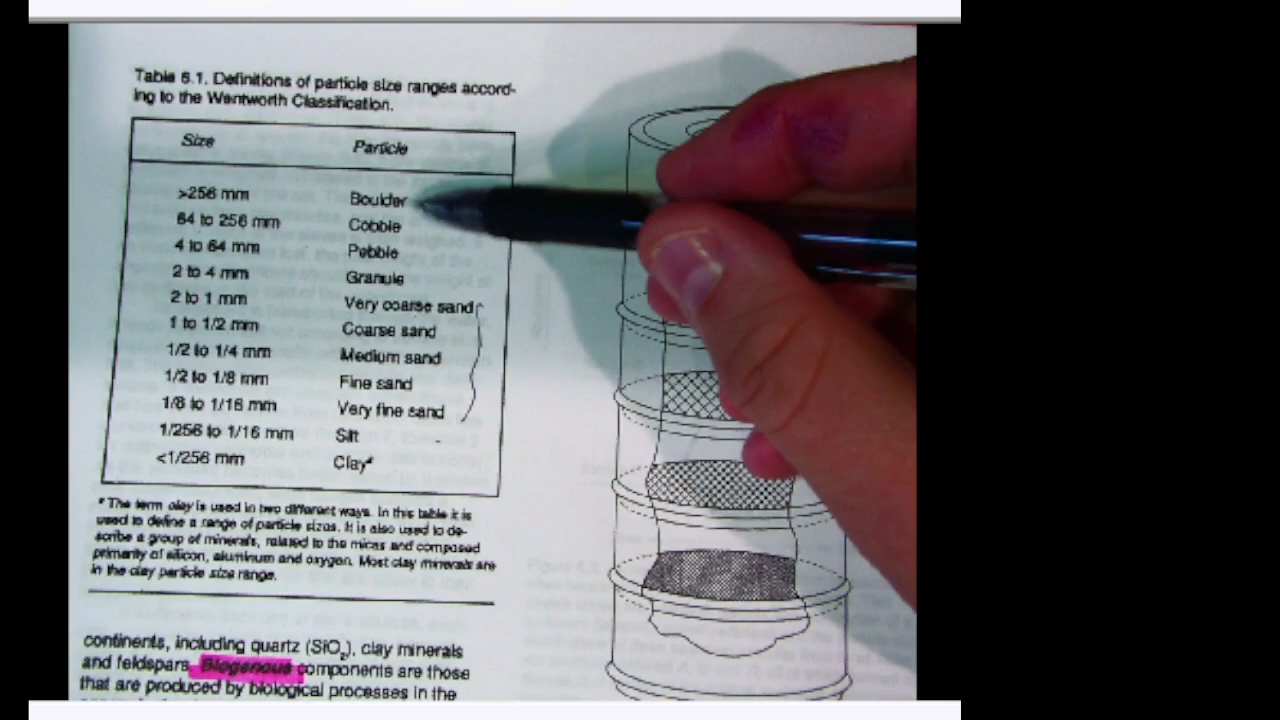 Table 6.1. Definitions of particle size ranges accord-
ing to the Wentworth Classification.
Size Particle
>256 mm Boulder
64 to 256 mm Cobble
4 to 64 mm Pebble
2 to 4 mm Granule
2 to 1 mm Very coarse sand
1 to 1/2 mm Coarse sand
1/2 to 1/4 mm Medium sand
1/2 to 1/8 mm Fine sand
1/8 to 1/16 mm Very fine sand
1/256 to 1/16 mm Silt
<1/256 mm Clay*
* The term clay is used in two different ways. In this table it is
used to define a range of particle sizes. It is also used to de-
scribe a group of minerals, related to the micas and composed
primarily of silicon, aluminum and oxygen. Most clay minerals are
in the clay particle size range.
continents, including quartz (SiO2), clay minerals
and feldspars. Biogenous components are those
that are produced by biological processes in the